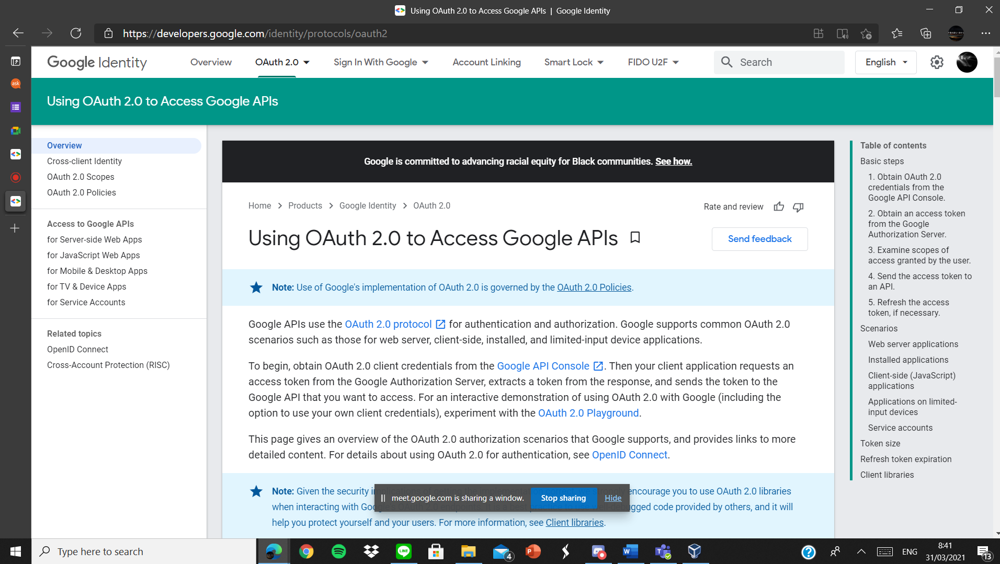 Using OAuth 2.0 to Access Google APIs | Google Identity
https://developers.google.com/identity/protocols/oauth2
Google Identity
Overview
OAuth 2.0
Sign In With Google
Account Linking
Smart Lock
FIDO U2F
Search
English
ask
Using OAuth 2.0 to Access Google APIs
Overview
Cross-client Identity
OAuth 2.0 Scopes
OAuth 2.0 Policies
Access to Google APIs
for Server-side Web Apps
for JavaScript Web Apps
for Mobile & Desktop Apps
for TV & Device Apps
for Service Accounts
Related topics
OpenID Connect
Cross-Account Protection (RISC)
Google is committed to advancing racial equity for Black communities. See how.
Home > Products > Google Identity > OAuth 2.0
Rate and review
Using OAuth 2.0 to Access Google APIs
Send feedback
Note: Use of Google's implementation of OAuth 2.0 is governed by the OAuth 2.0 Policies.
Google APIs use the OAuth 2.0 protocol for authentication and authorization. Google supports common OAuth 2.0
scenarios such as those for web server, client-side, installed, and limited-input device applications.
To begin, obtain OAuth 2.0 client credentials from the Google API Console. Then your client application requests an
access token from the Google Authorization Server, extracts a token from the response, and sends the token to the
Google API that you want to access. For an interactive demonstration of using OAuth 2.0 with Google (including the
option to use your own client credentials), experiment with the OAuth 2.0 Playground.
This page gives an overview of the OAuth 2.0 authorization scenarios that Google supports, and provides links to more
detailed content. For details about using OAuth 2.0 for authentication, see OpenID Connect.
Note: Given the security encourage you to use OAuth 2.0 libraries
when interacting with code provided by others, and it will
help you protect yourself and your users. For more information, see Client libraries.
meet.google.com is sharing a window.
Stop sharing
Hide
Table of contents
Basic steps
1. Obtain OAuth 2.0
credentials from the
Google API Console.
2. Obtain an access token
from the Google
Authorization Server.
3. Examine scopes of
access granted by the user.
4. Send the access token to
an API.
5. Refresh the access
token, if necessary.
Scenarios
Web server applications
Installed applications
Client-side (JavaScript)
applications
Applications on limited-
input devices
Service accounts
Token size
Refresh token expiration
Client libraries
Type here to search
LINE
4
P
W
T
ENG
8:41
31/03/2021
13